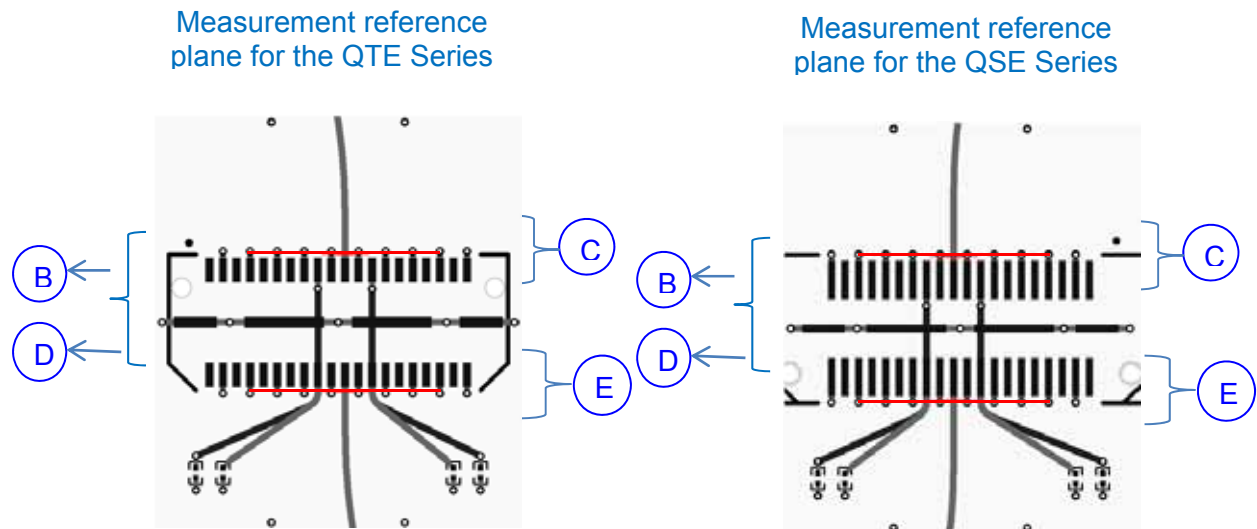 Measurement reference
plane for the QTE Series
Measurement reference
plane for the QSE Series
B
D
C
E
B
D
C
E